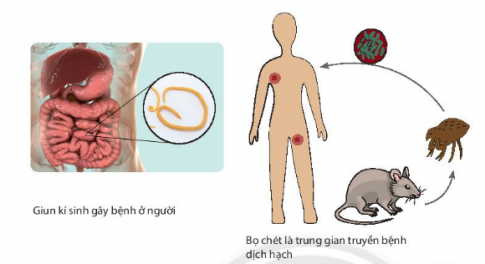 Giun kí sinh gây bệnh ở người
Bọ chét là trung gian truyền bệnh
dịch hạch